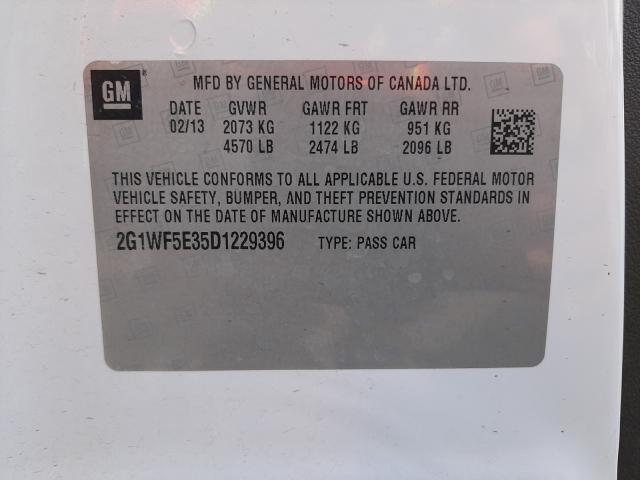 GM
MFD BY GENERAL MOTORS OF CANADA LTD.
DATE GVWR GAWR FRT GAWR RR
02/13 2073 KG 1122 KG 951 KG
4570 LB 2474 LB 2096 LB
THIS VEHICLE CONFORMS TO ALL APPLICABLE U.S. FEDERAL MOTOR
VEHICLE SAFETY, BUMPER, AND THEFT PREVENTION STANDARDS IN
EFFECT ON THE DATE OF MANUFACTURE SHOWN ABOVE.
2G1WF5E35D1229396 TYPE: PASS CAR